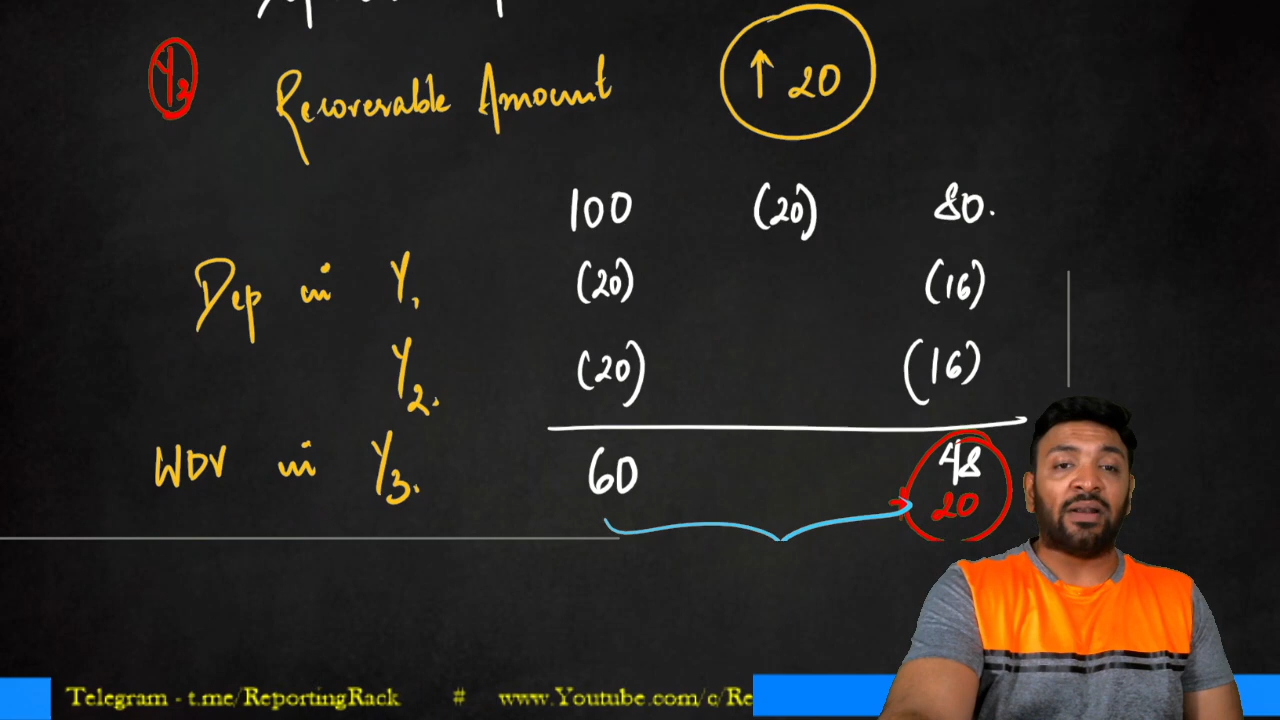 Y3 Recoverable Amount ↑ 20
100 (20) 80.
Dep in Y1 (20) (16)
Y2. (20) (16)
WDV in Y3. 60 48
+ 20
Telegram - t.me/ReportingRack # www.Youtube.com/c/Re